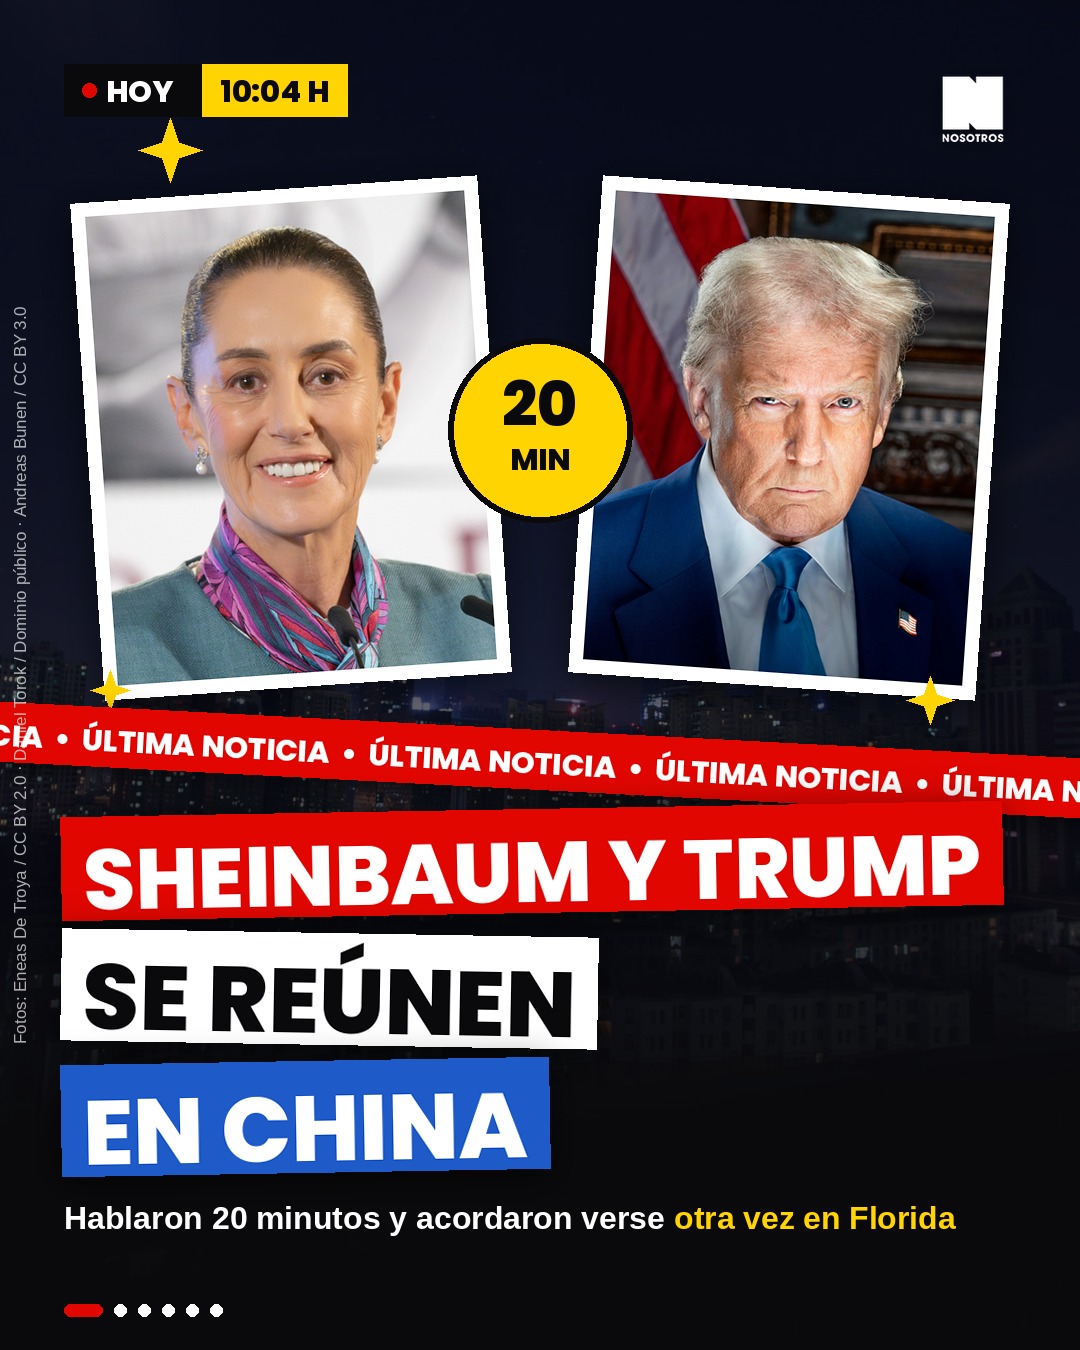 HOY 10:04 H
NOSOTROS
20
MIN
Fotos: Eneas De Troya / CC BY 2.0 · Daniel Torok / Dominio público · Andreas Bunen / CC BY 3.0
CIA • ÚLTIMA NOTICIA • ÚLTIMA NOTICIA • ÚLTIMA NOTICIA • ÚLTIMA N
SHEINBAUM Y TRUMP
SE REÚNEN
EN CHINA
Hablaron 20 minutos y acordaron verse otra vez en Florida